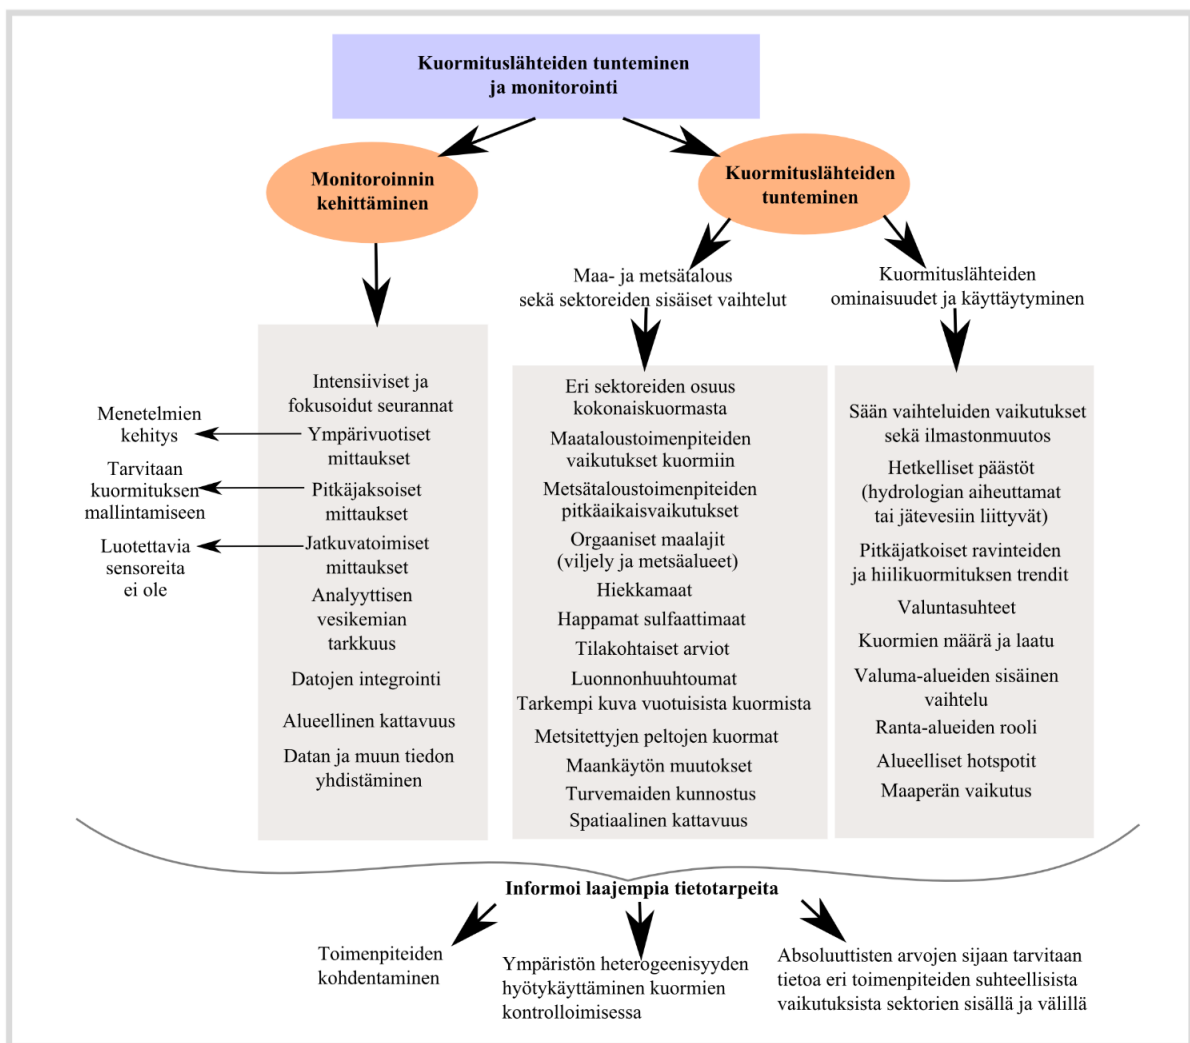 Kuormituslähteiden tunteminen
ja monitorointi
Monitoroinnin
kehittäminen
Kuormituslähteiden
tunteminen
Maa- ja metsätalous
sekä sektoreiden sisäiset vaihtelut
Kuormituslähteiden
ominaisuudet ja käyttäytyminen
Intensiiviset ja
fokusoidut seurannat
Ympärivuotiset
mittaukset
Pitkäjaksoiset
mittaukset
Jatkuvatoimiset
mittaukset
Analyyttisen
vesikemian
tarkkuus
Datojen integrointi
Alueellinen kattavuus
Datan ja muun tiedon
yhdistäminen
Menetelmien
kehitys
Tarvitaan
kuormituksen
mallintamiseen
Luotettavia
sensoreita
ei ole
Eri sektoreiden osuus
kokonaiskuormasta
Maataloustoimenpiteiden
vaikutukset kuormiin
Metsätaloustoimenpiteiden
pitkäaikaisvaikutukset
Orgaaniset maalajit
(viljely ja metsäalueet)
Hiekkamaat
Happamat sulfaattimaat
Tilakohtaiset arviot
Luonnonhuuhtoumat
Tarkempi kuva vuotuisista kuormista
Metsitettyjen peltojen kuormat
Maankäytön muutokset
Turvemaiden kunnostus
Spatiaalinen kattavuus
Sään vaihteluiden vaikutukset
sekä ilmastonmuutos
Hetkelliset päästöt
(hydrologian aiheuttamat
tai jätevesiin liittyvät)
Pitkäjatkoiset ravinteiden
ja hiilikuormituksen trendit
Valuntasuhteet
Kuormien määrä ja laatu
Valuma-alueiden sisäinen
vaihtelu
Ranta-alueiden rooli
Alueelliset hotspotit
Maaperän vaikutus
Informoi laajempia tietotarpeita
Toimenpiteiden
kohdentaminen
Ympäristön heterogeenisyyden
hyötykäyttäminen kuormien
kontrolloimisessa
Absoluuttisten arvojen sijaan tarvitaan
tietoa eri toimenpiteiden suhteellisista
vaikutuksista sektorien sisällä ja välillä